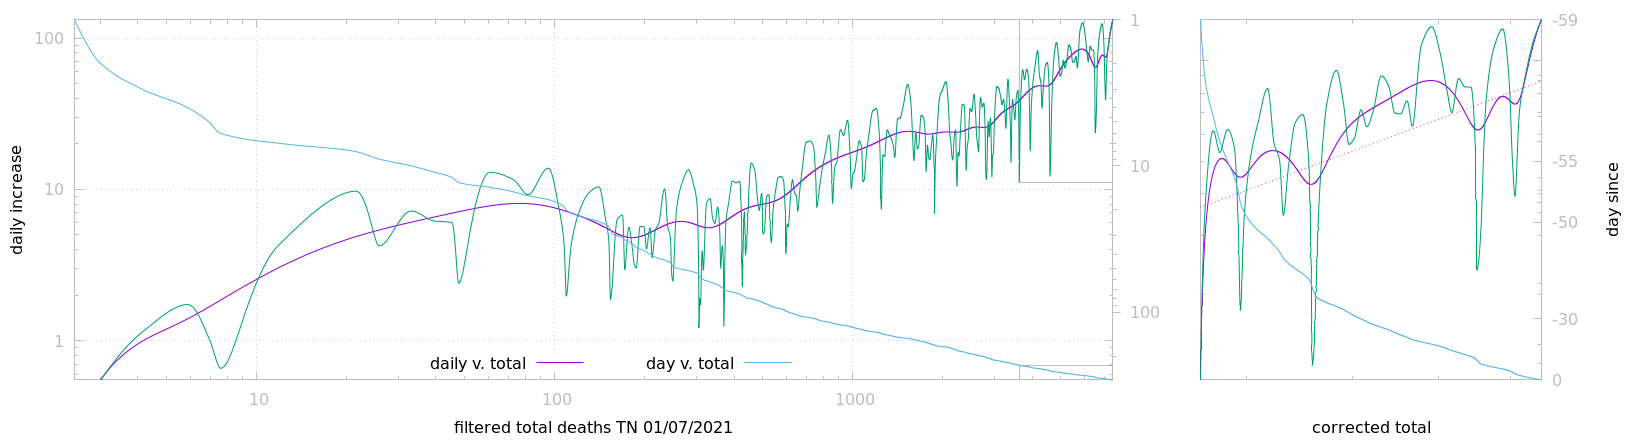 100
10
1
daily increase
1
10
100
daily v. total
day v. total
10
100
1000
filtered total deaths TN 01/07/2021
-59
-55
-50
-30
0
day since
corrected total